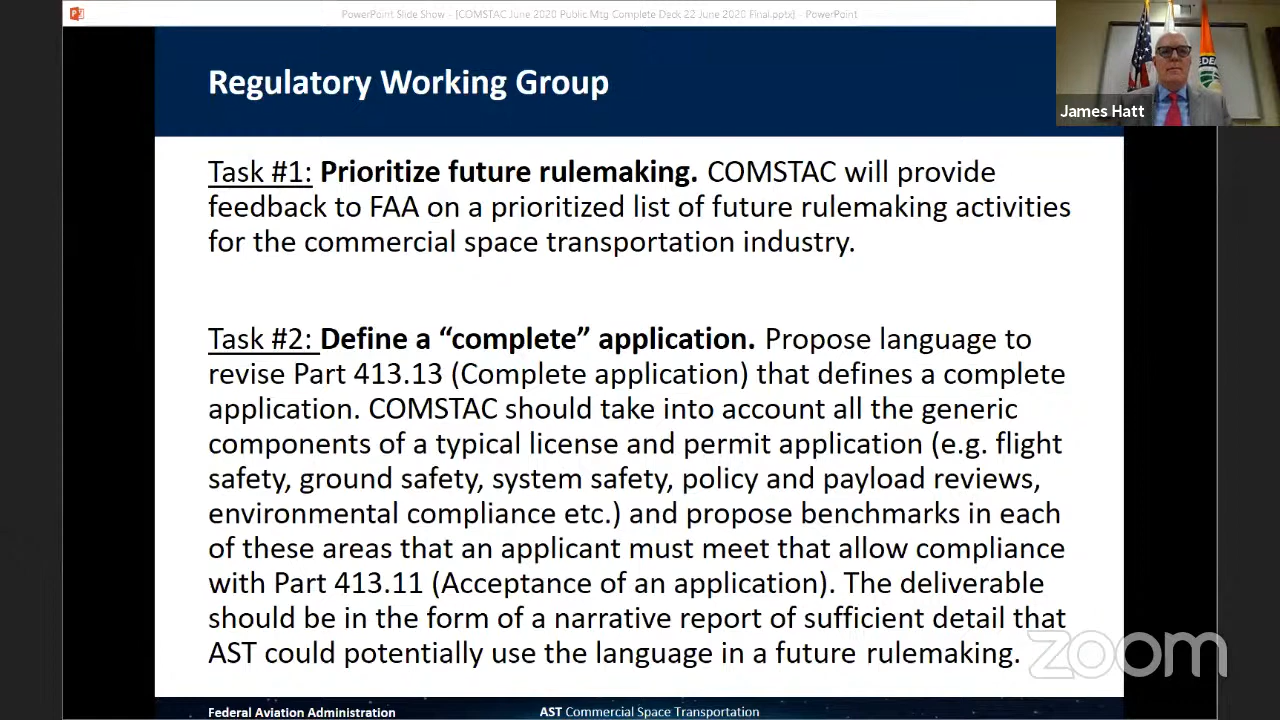 PowerPoint Slide Show - [COMSTAC June 2020 Public Mtg Complete Deck 22 June 2020 Final.pptx] - PowerPoint
James Hatt
Regulatory Working Group
Task #1: Prioritize future rulemaking. COMSTAC will provide
feedback to FAA on a prioritized list of future rulemaking activities
for the commercial space transportation industry.
Task #2: Define a “complete” application. Propose language to
revise Part 413.13 (Complete application) that defines a complete
application. COMSTAC should take into account all the generic
components of a typical license and permit application (e.g. flight
safety, ground safety, system safety, policy and payload reviews,
environmental compliance etc.) and propose benchmarks in each
of these areas that an applicant must meet that allow compliance
with Part 413.11 (Acceptance of an application). The deliverable
should be in the form of a narrative report of sufficient detail that
AST could potentially use the language in a future rulemaking.
zoom
Federal Aviation Administration
AST Commercial Space Transportation